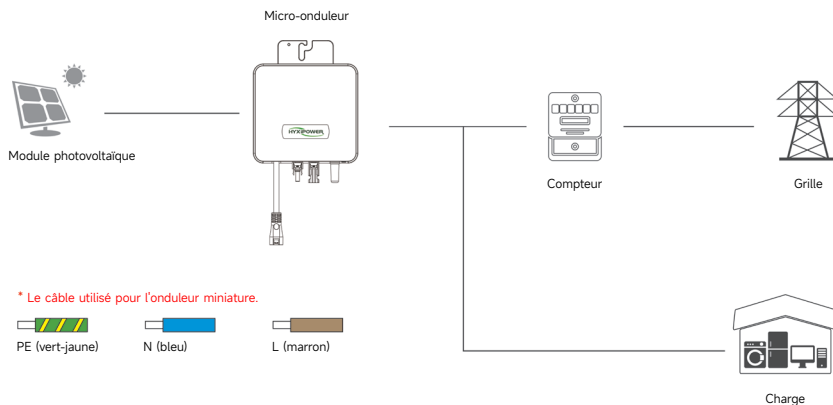 Micro-onduleur
HYXIPOWER
Module photovoltaïque
Compteur
Grille
* Le câble utilisé pour l'onduleur miniature.
PE (vert-jaune)
N (bleu)
L (marron)
Charge